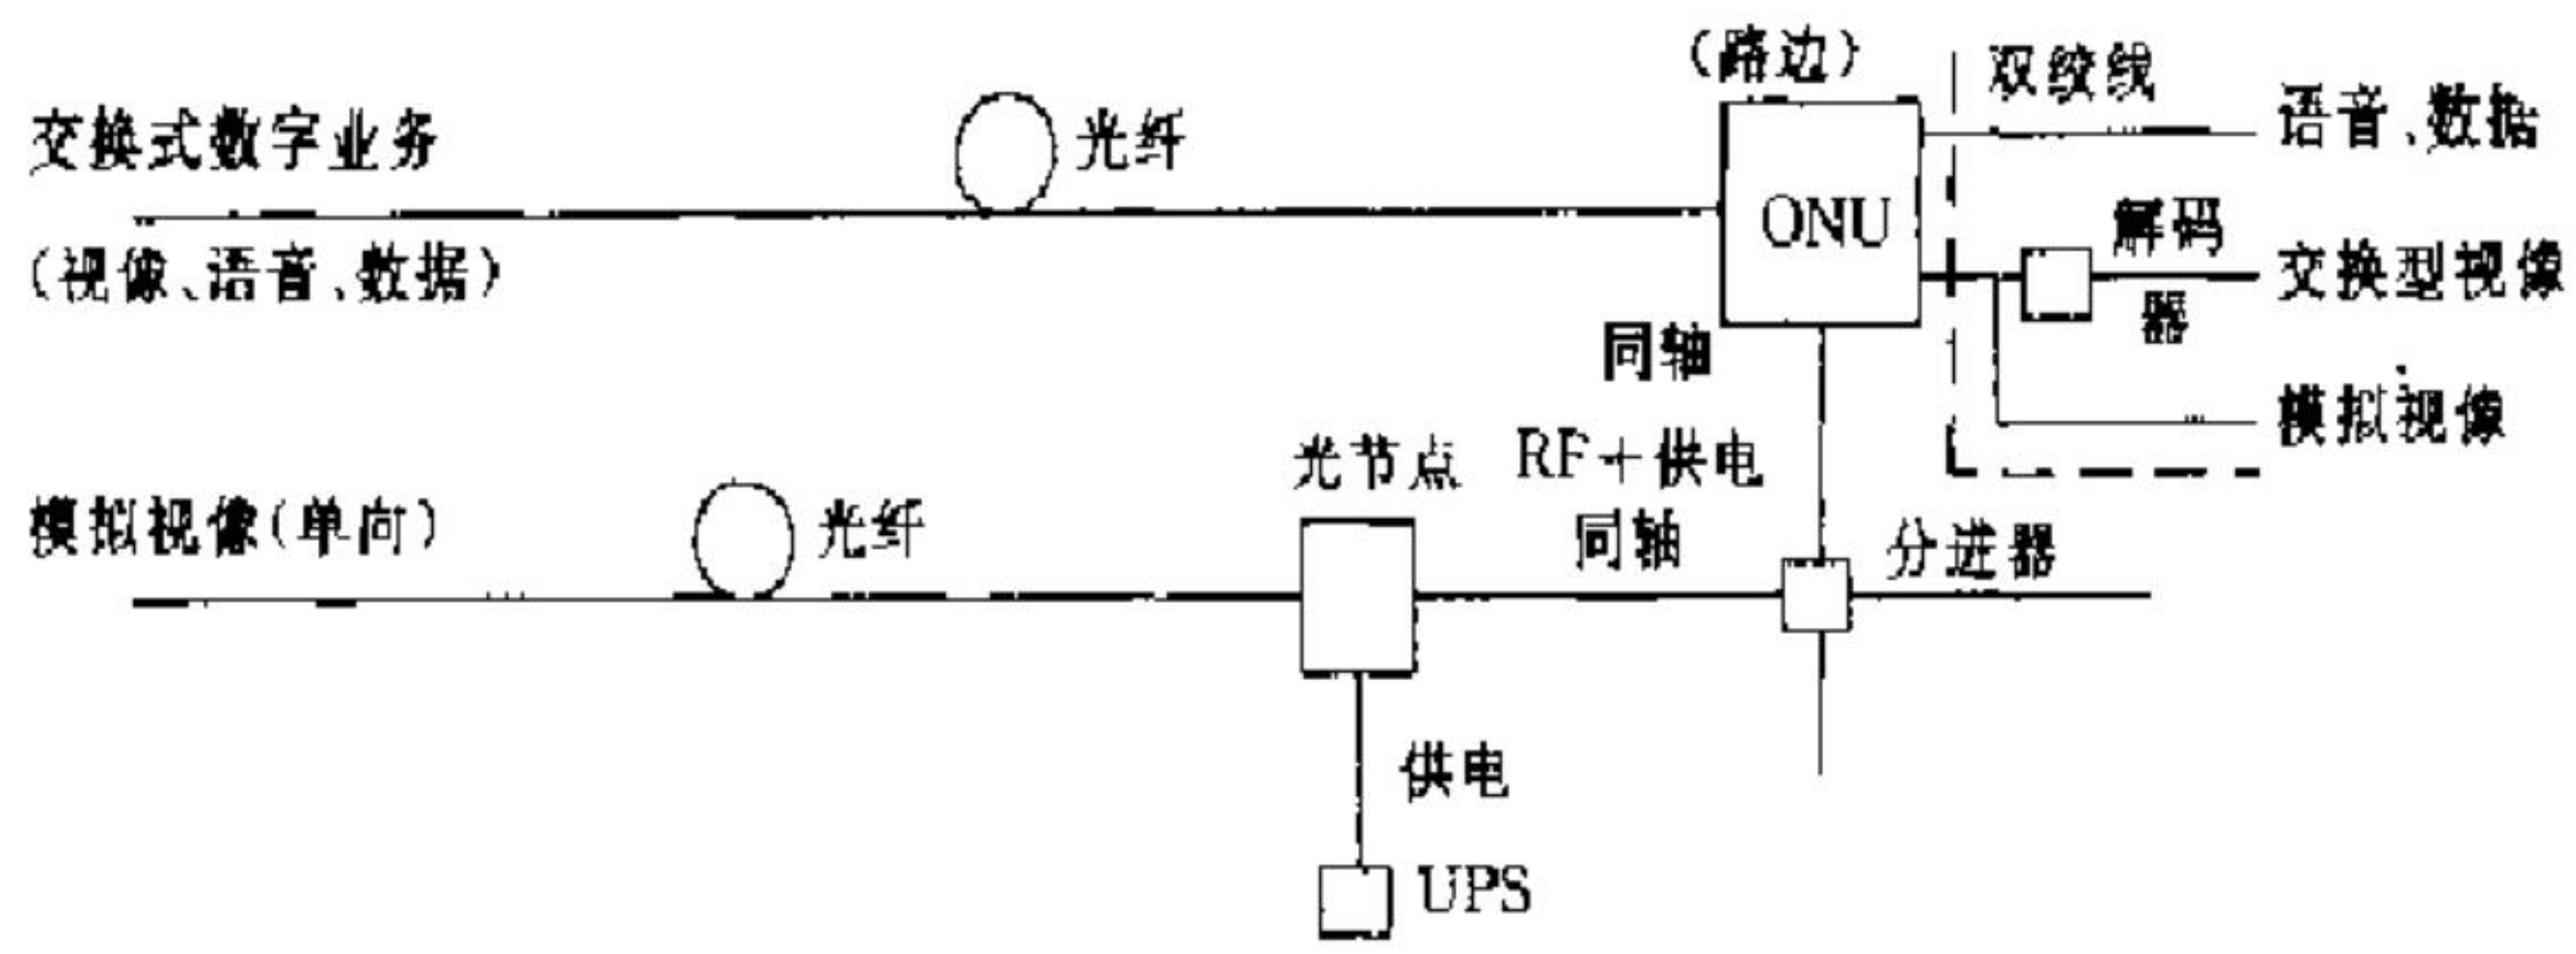 (路边)
双绞线
交换式数字业务
光纤
语音、数据
ONU
解码
器
(视像、语音、数据)
交换型视像
同轴
模拟视像
光节点
RF+供电
模拟视像(单向)
光纤
同轴
分进器
供电
UPS